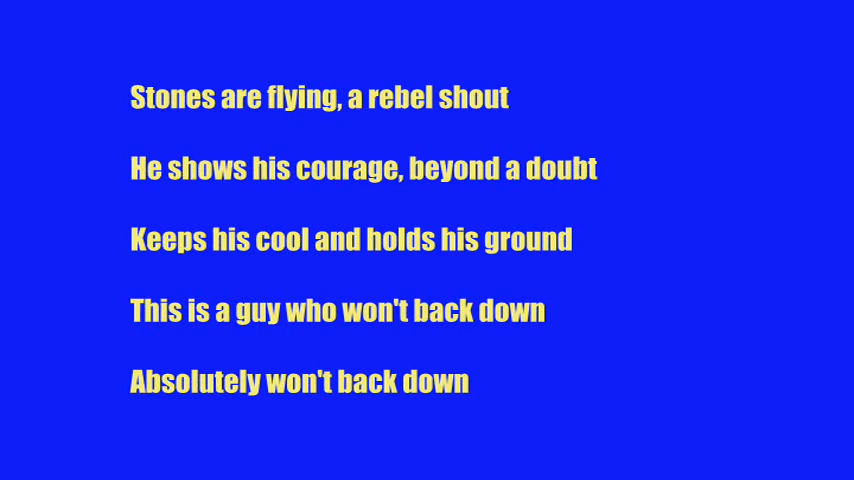 Stones are flying, a rebel shout
He shows his courage, beyond a doubt
Keeps his cool and holds his ground
This is a guy who won't back down
Absolutely won't back down